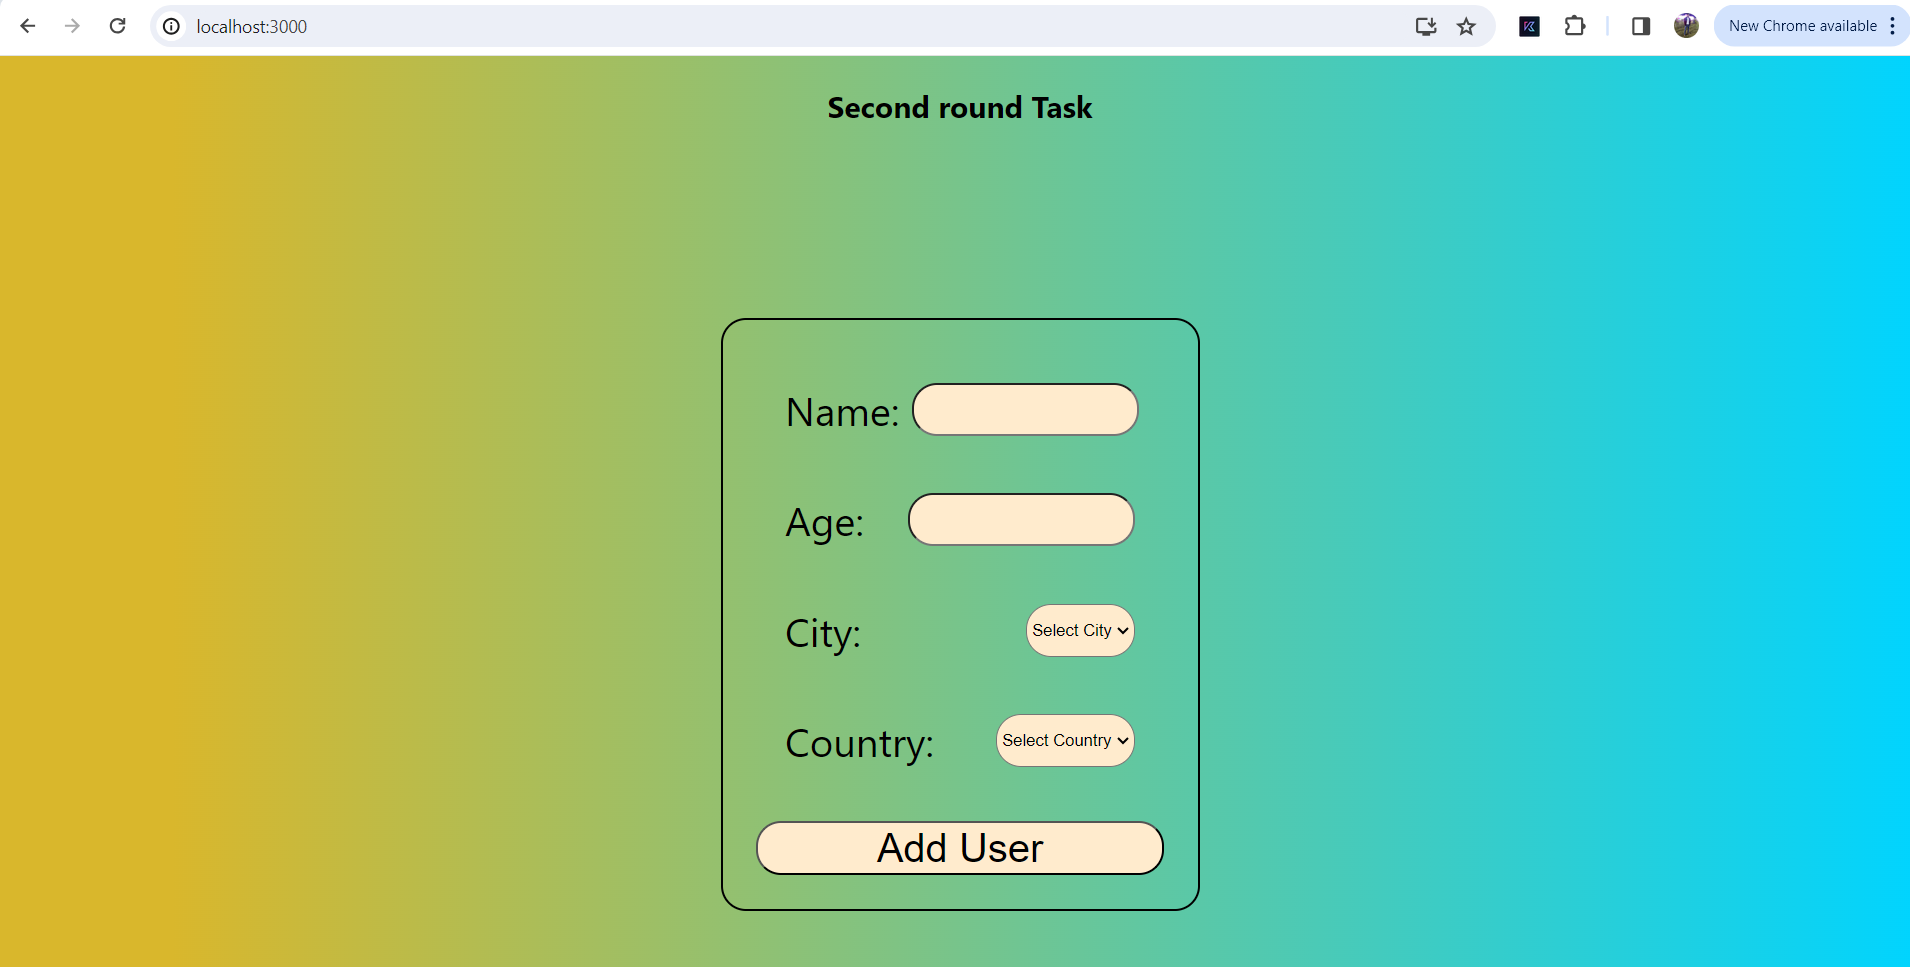 localhost:3000
New Chrome available
Second round Task
Name:
Age:
City:
Select City
Country:
Select Country
Add User